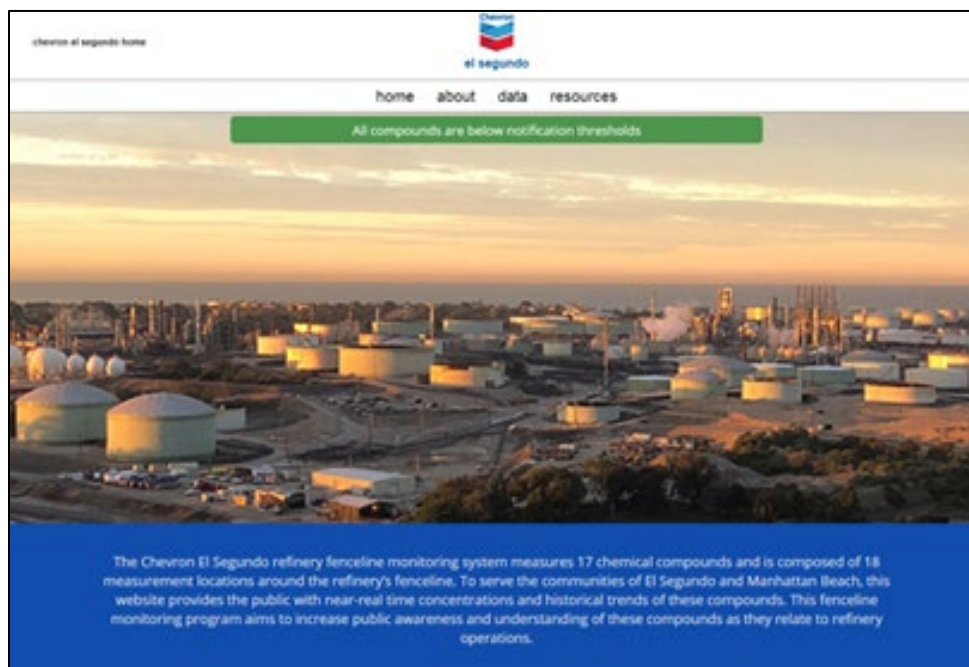 chevron el segundo home
Chevron
el segundo
home about data resources
All compounds are below notification thresholds
The Chevron El Segundo refinery fenceline monitoring system measures 17 chemical compounds and is composed of 18
measurement locations around the refinery's fenceline. To serve the communities of El Segundo and Manhattan Beach, this
website provides the public with near-real time concentrations and historical trends of these compounds. This fenceline
monitoring program aims to increase public awareness and understanding of these compounds as they relate to refinery
operations.